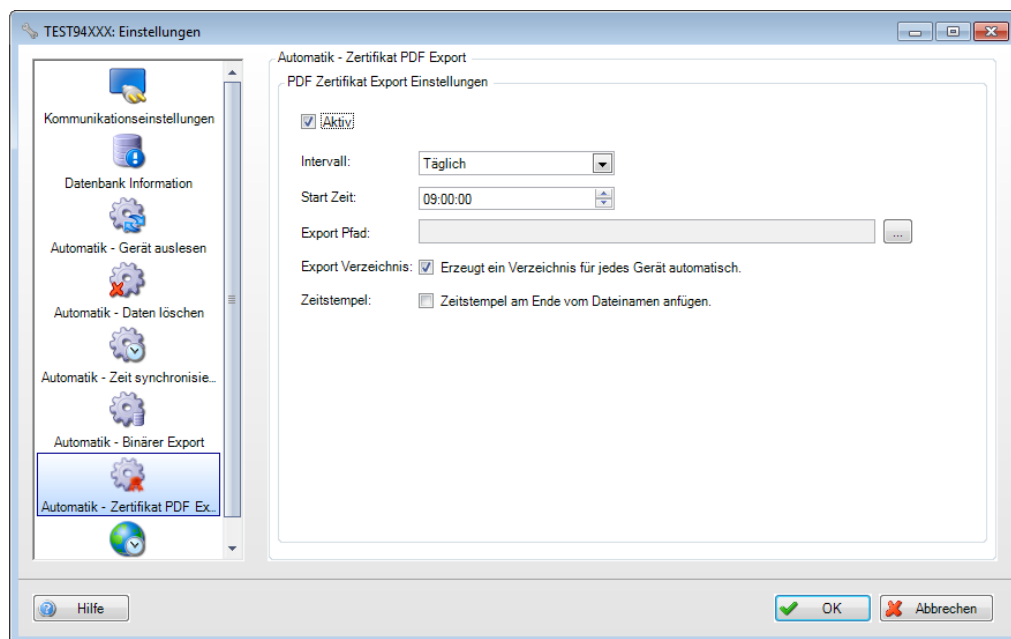 TEST94XXX: Einstellungen
Kommunikationseinstellungen
Datenbank Information
Automatik - Gerät auslesen
Automatik - Daten löschen
Automatik - Zeit synchronisie...
Automatik - Binärer Export
Automatik - Zertifikat PDF Ex...
Automatik - Zertifikat PDF Export
PDF Zertifikat Export Einstellungen
Aktiv
Intervall: Täglich
Start Zeit: 09:00:00
Export Pfad: ...
Export Verzeichnis: Erzeugt ein Verzeichnis für jedes Gerät automatisch.
Zeitstempel: Zeitstempel am Ende vom Dateinamen anfügen.
Hilfe OK Abbrechen